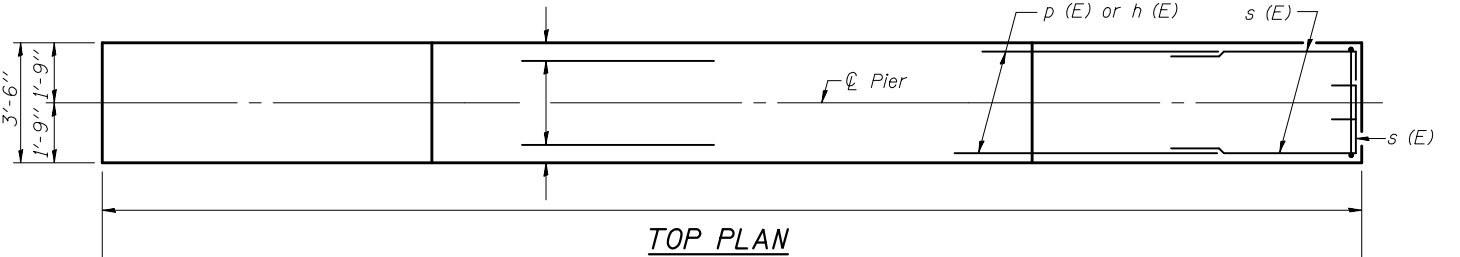 p (E) or h (E)
s (E)
3'-6"
1'-9"
1'-9"
℄ Pier
s (E)
TOP PLAN